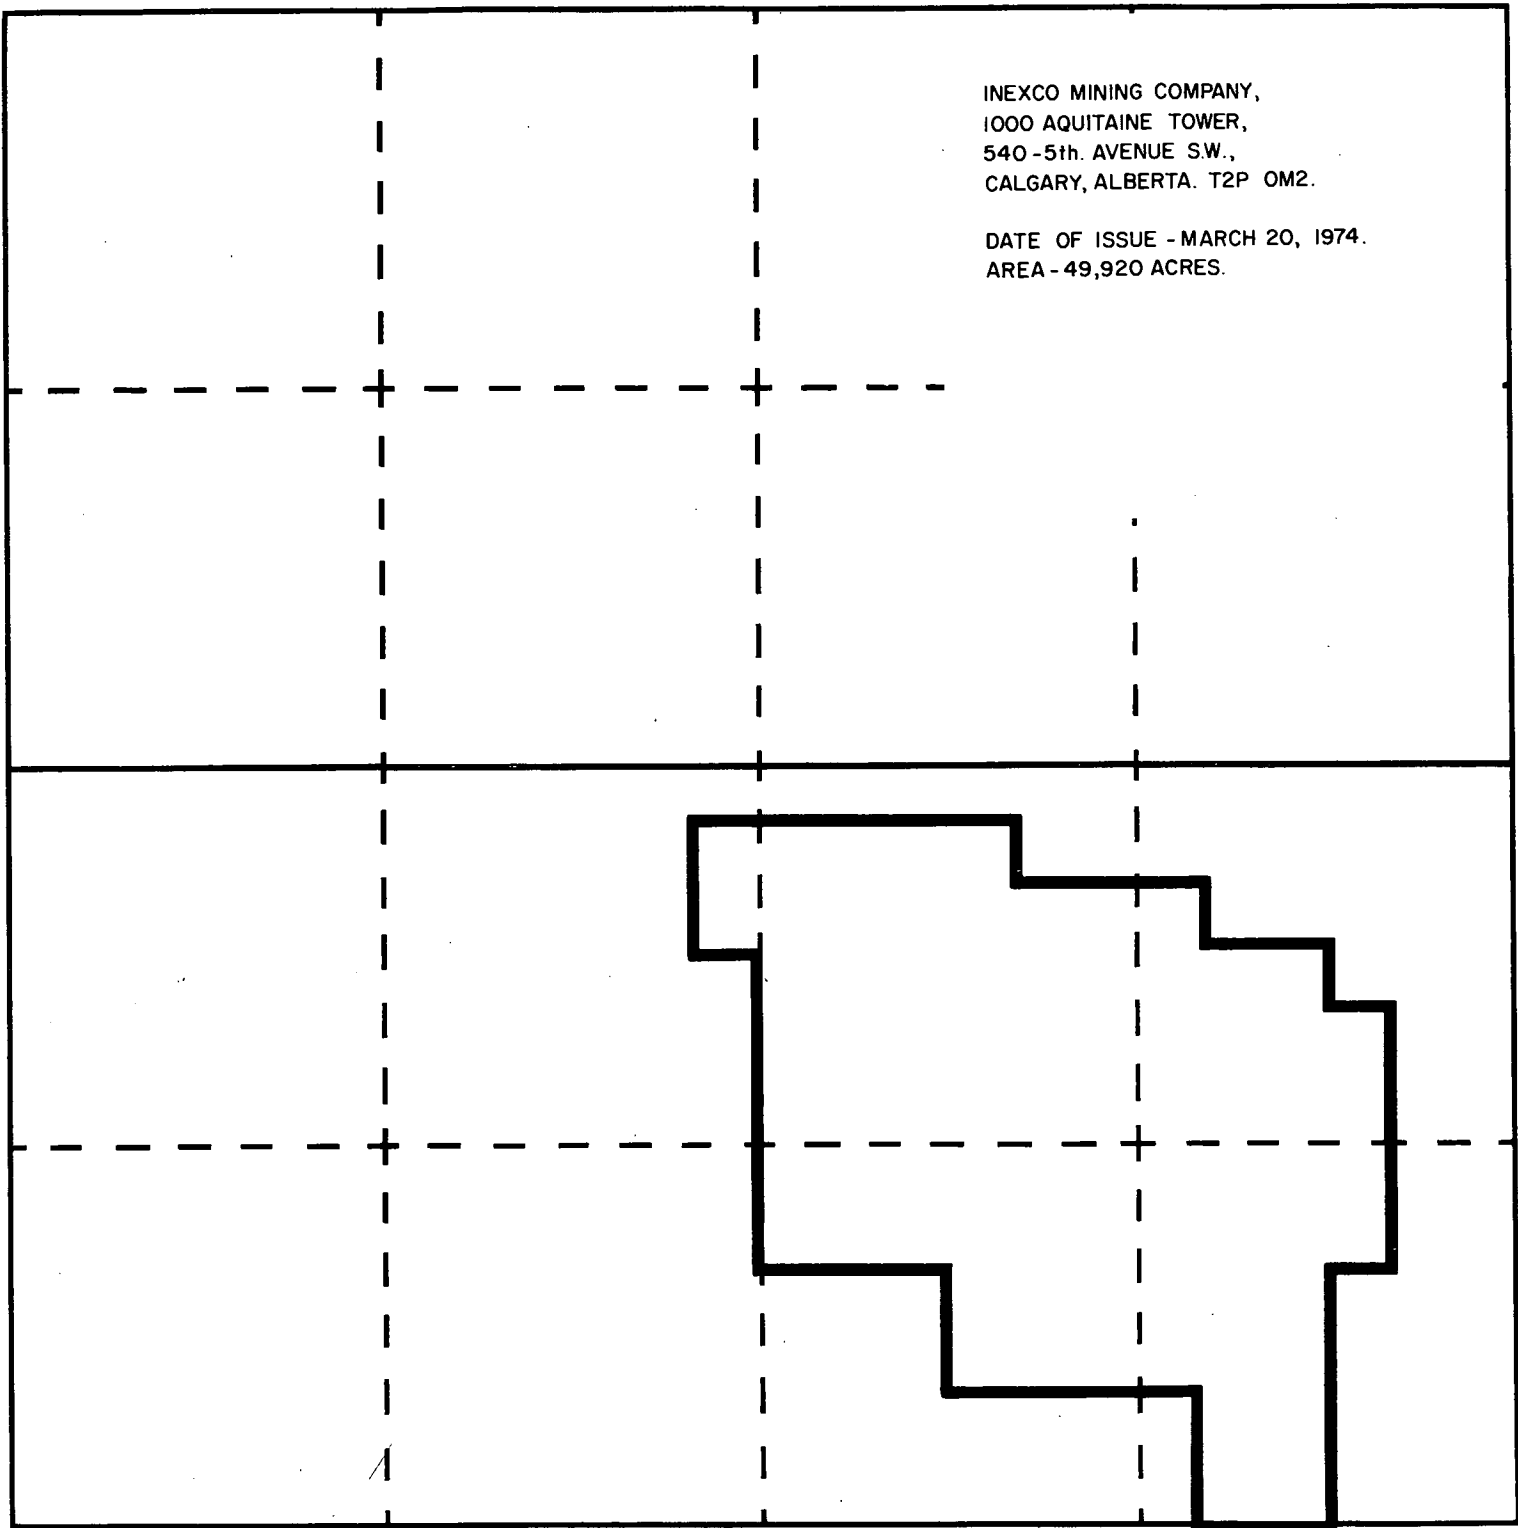 INEXCO MINING COMPANY,
1000 AQUITAINE TOWER,
540-5th. AVENUE S.W.,
CALGARY, ALBERTA. T2P OM2.
DATE OF ISSUE - MARCH 20, 1974.
AREA - 49,920 ACRES.